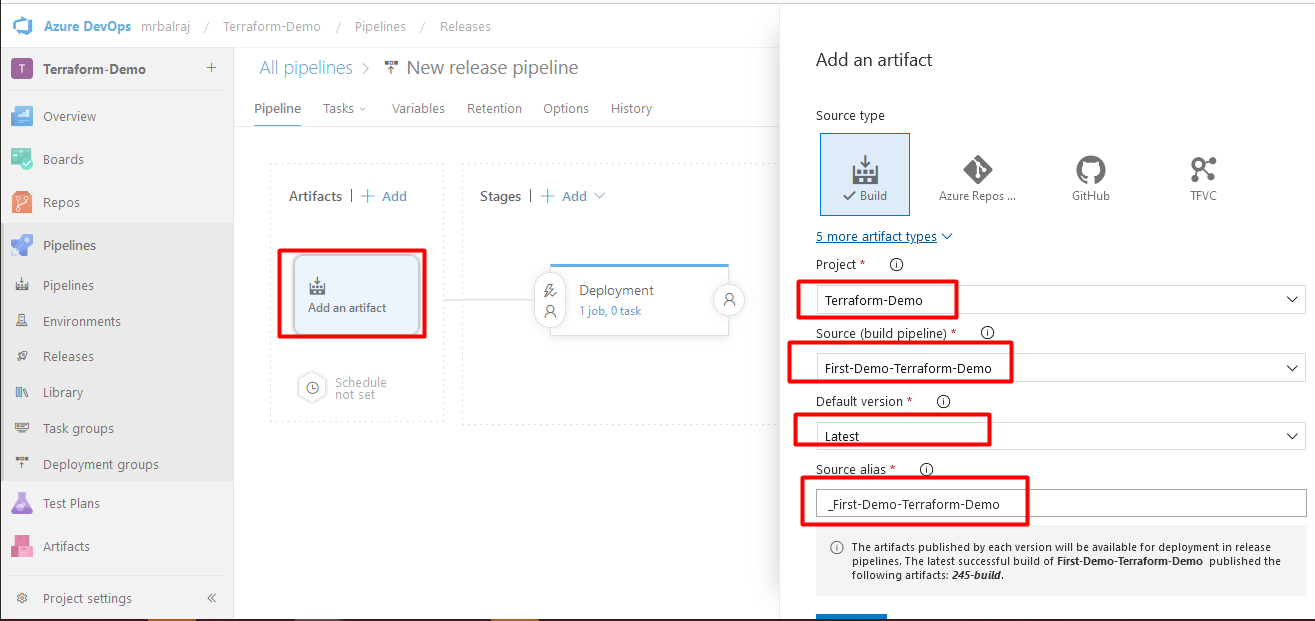 Azure DevOps mrbalraj / Terraform-Demo / Pipelines / Releases
T Terraform-Demo +
Overview
Boards
Repos
Pipelines
Pipelines
Environments
Releases
Library
Task groups
Deployment groups
Test Plans
Artifacts
Project settings «
All pipelines > New release pipeline
Pipeline Tasks Variables Retention Options History
Artifacts | + Add
Add an artifact
Schedule
not set
Stages | + Add
Deployment
1 job, 0 task
Add an artifact
Source type
Build
Azure Repos ...
GitHub
TFVC
5 more artifact types
Project *
Terraform-Demo
Source (build pipeline) *
First-Demo-Terraform-Demo
Default version *
Latest
Source alias *
_First-Demo-Terraform-Demo
The artifacts published by each version will be available for deployment in release
pipelines. The latest successful build of First-Demo-Terraform-Demo published the
following artifacts: 245-build.